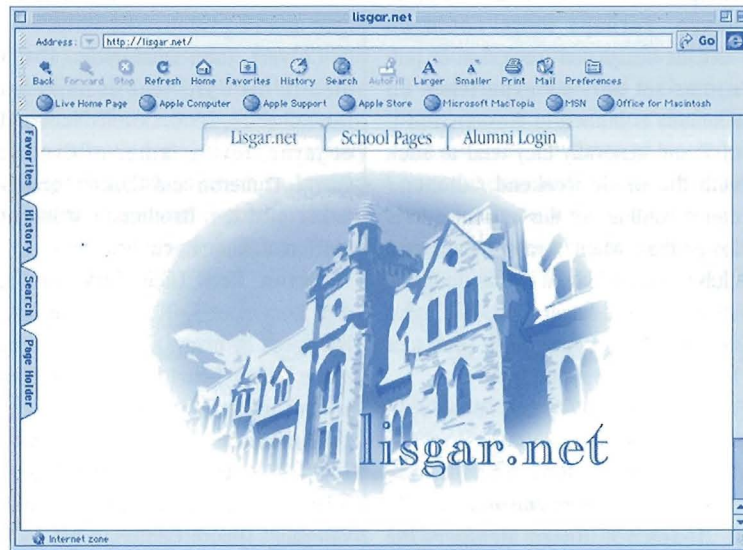 lisgar.net
Address: http://lisgar.net/ Go
Back Forward Stop Refresh Home Favorites History Search AutoFill Larger Smaller Print Mail Preferences
Live Home Page Apple Computer Apple Support Apple Store Microsoft MacTopia MSN Office for Macintosh
Favorites
History
Search
Page Holder
Lisgar.net School Pages Alumni Login
lisgar.net
Internet zone